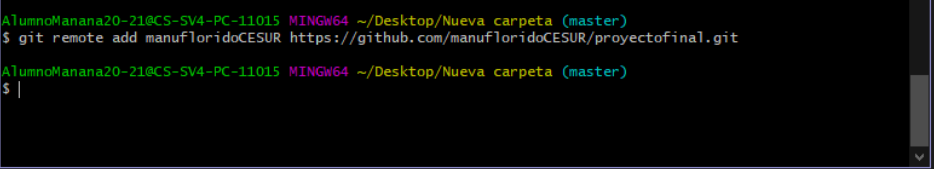 AlumnoManana20-21@CS-SV4-PC-11015 MINGW64 ~/Desktop/Nueva carpeta (master)
$ git remote add manufloridoCESUR https://github.com/manufloridoCESUR/proyectofinal.git
AlumnoManana20-21@CS-SV4-PC-11015 MINGW64 ~/Desktop/Nueva carpeta (master)
$